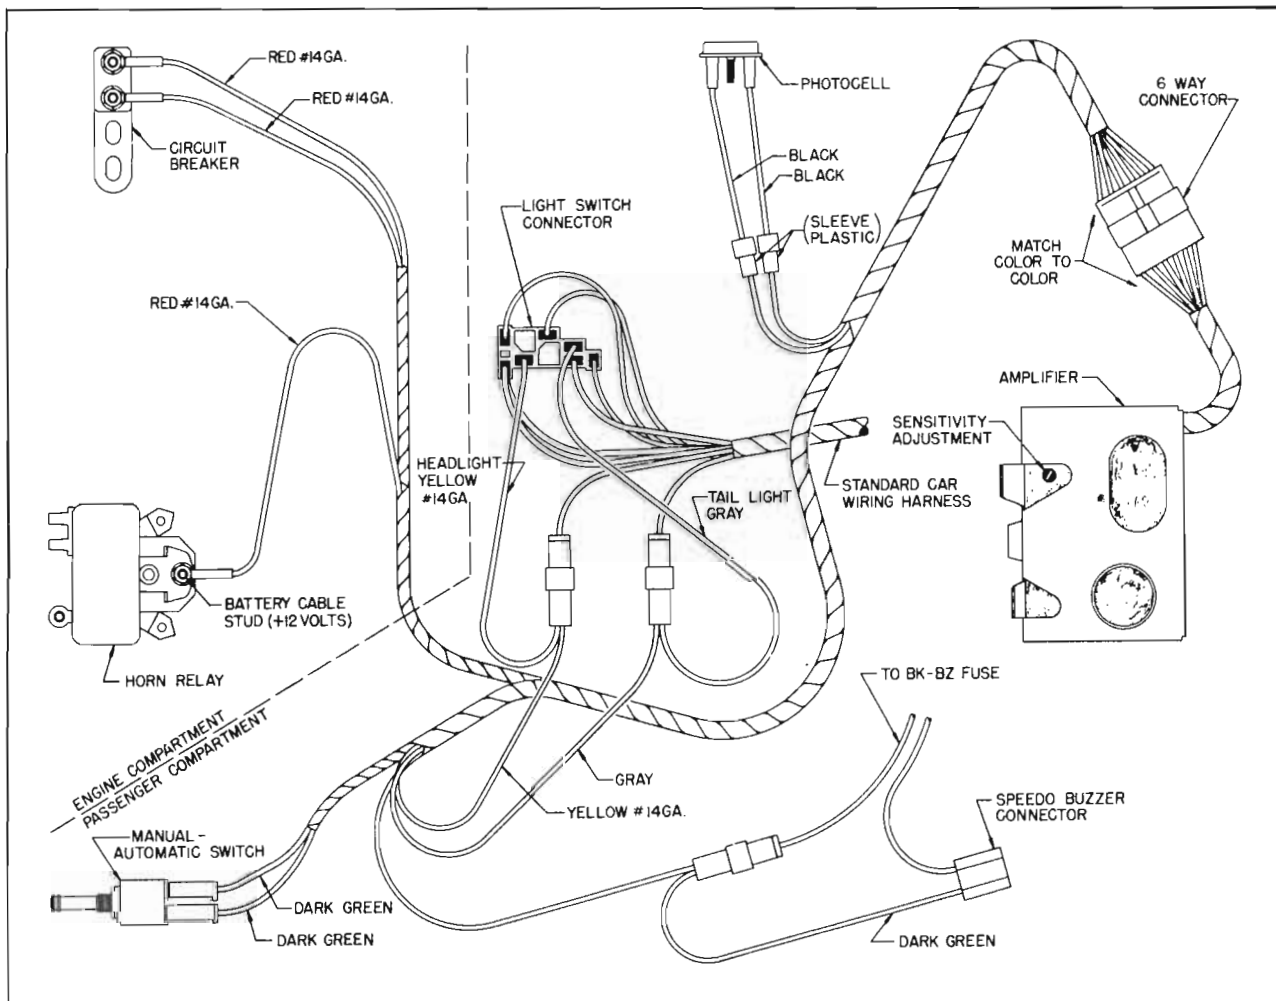 RED #14GA.
RED #14GA.
CIRCUIT
BREAKER
PHOTOCELL
6 WAY
CONNECTOR
BLACK
BLACK
LIGHT SWITCH
CONNECTOR
(SLEEVE
PLASTIC)
MATCH
COLOR TO
COLOR
RED #14GA.
AMPLIFIER
SENSITIVITY
ADJUSTMENT
HEADLIGHT
YELLOW
#14GA.
TAIL LIGHT
GRAY
STANDARD CAR
WIRING HARNESS
BATTERY CABLE
STUD (+12 VOLTS)
HORN RELAY
TO BK-8Z FUSE
ENGINE COMPARTMENT
PASSENGER COMPARTMENT
GRAY
YELLOW #14GA.
SPEEDO BUZZER
CONNECTOR
MANUAL-
AUTOMATIC SWITCH
DARK GREEN
DARK GREEN
DARK GREEN